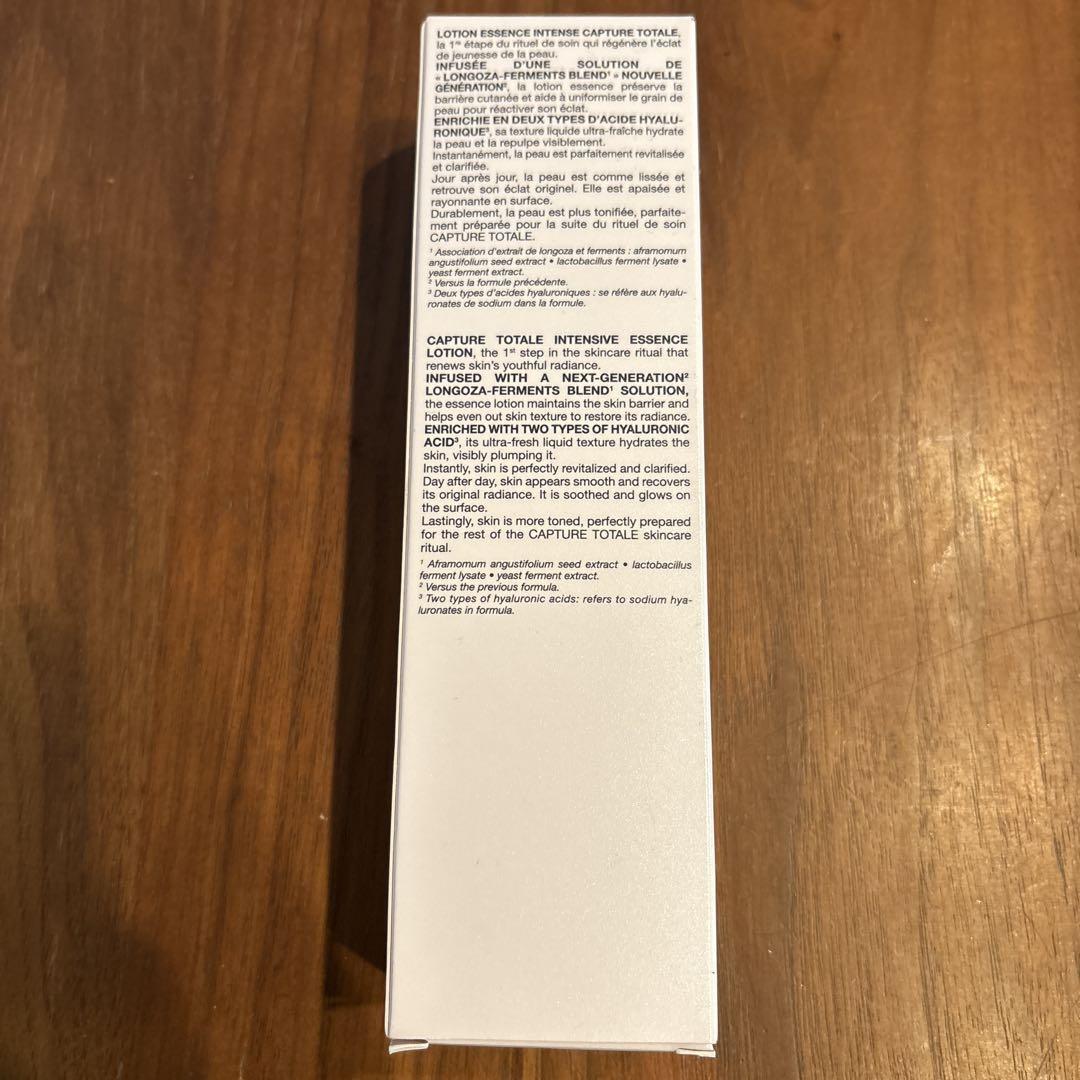 LOTION ESSENCE INTENSE CAPTURE TOTALE,
la 1re étape du rituel de soin qui régénère l'éclat
de jeunesse de la peau.
INFUSÉE D'UNE SOLUTION DE
« LONGOZA-FERMENTS BLEND¹ » NOUVELLE
GÉNÉRATION², la lotion essence préserve la
barrière cutanée et aide à uniformiser le grain de
peau pour réactiver son éclat.
ENRICHIE EN DEUX TYPES D'ACIDE HYALU-
RONIQUE³, sa texture liquide ultra-fraîche hydrate
la peau et la repulpe visiblement.
Instantanément, la peau est parfaitement revitalisée
et clarifiée.
Jour après jour, la peau est comme lissée et
retrouve son éclat originel. Elle est apaisée et
rayonnante en surface.
Durablement, la peau est plus tonifiée, parfaite-
ment préparée pour la suite du rituel de soin
CAPTURE TOTALE.
¹ Association d'extrait de longoza et ferments : aframomum
angustifolium seed extract • lactobacillus ferment lysate •
yeast ferment extract.
² Versus la formule précédente.
³ Deux types d'acides hyaluroniques : se réfère aux hyalu-
ronates de sodium dans la formule.
CAPTURE TOTALE INTENSIVE ESSENCE
LOTION, the 1st step in the skincare ritual that
renews skin's youthful radiance.
INFUSED WITH A NEXT-GENERATION²
LONGOZA-FERMENTS BLEND¹ SOLUTION,
the essence lotion maintains the skin barrier and
helps even out skin texture to restore its radiance.
ENRICHED WITH TWO TYPES OF HYALURONIC
ACID³, its ultra-fresh liquid texture hydrates the
skin, visibly plumping it.
Instantly, skin is perfectly revitalized and clarified.
Day after day, skin appears smooth and recovers
its original radiance. It is soothed and glows on
the surface.
Lastingly, skin is more toned, perfectly prepared
for the rest of the CAPTURE TOTALE skincare
ritual.
¹ Aframomum angustifolium seed extract • lactobacillus
ferment lysate • yeast ferment extract.
² Versus the previous formula.
³ Two types of hyaluronic acids: refers to sodium hya-
luronates in formula.